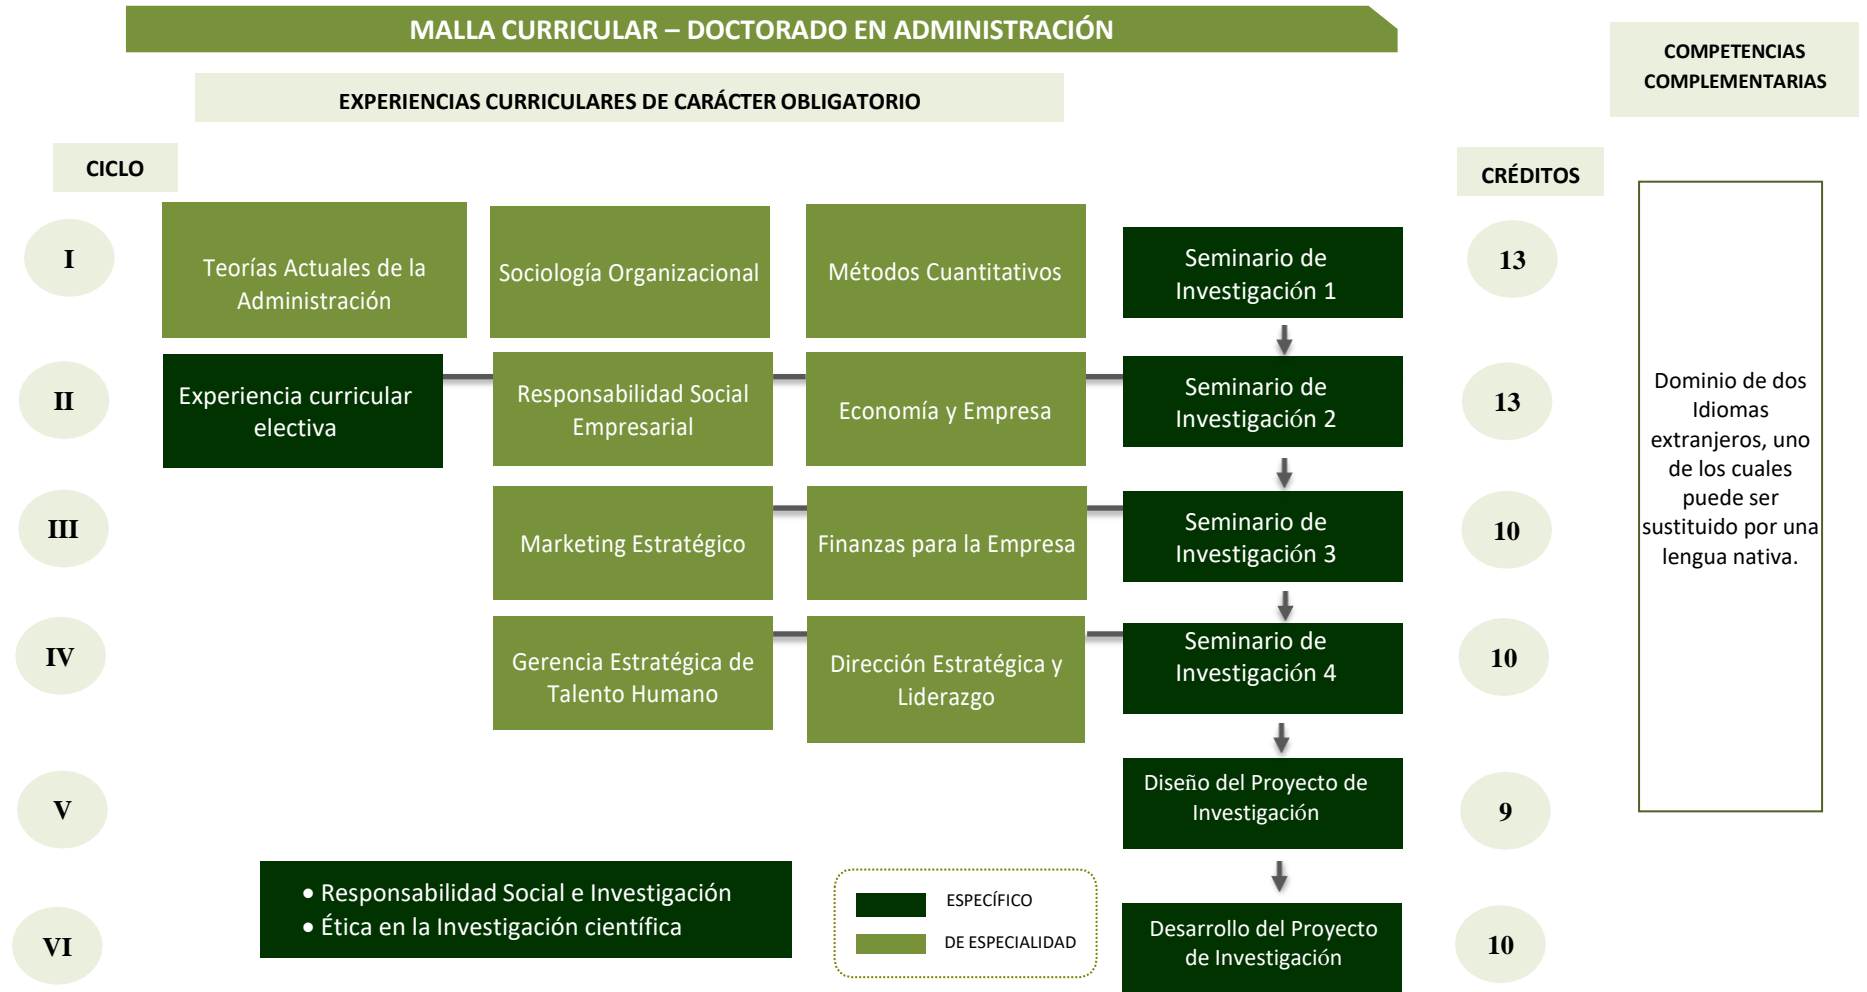 MALLA CURRICULAR – DOCTORADO EN ADMINISTRACIÓN
COMPETENCIAS
COMPLEMENTARIAS
EXPERIENCIAS CURRICULARES DE CARÁCTER OBLIGATORIO
CICLO
CRÉDITOS
I
Teorías Actuales de la
Administración
Sociología Organizacional
Métodos Cuantitativos
Seminario de
Investigación 1
13
II
Experiencia curricular
electiva
Responsabilidad Social
Empresarial
Economía y Empresa
Seminario de
Investigación 2
13
III
Marketing Estratégico
Finanzas para la Empresa
Seminario de
Investigación 3
10
IV
Gerencia Estratégica de
Talento Humano
Dirección Estratégica y
Liderazgo
Seminario de
Investigación 4
10
V
Diseño del Proyecto de
Investigación
9
VI
• Responsabilidad Social e Investigación
• Ética en la Investigación científica
ESPECÍFICO
DE ESPECIALIDAD
Desarrollo del Proyecto
de Investigación
10
Dominio de dos
Idiomas
extranjeros, uno
de los cuales
puede ser
sustituido por una
lengua nativa.